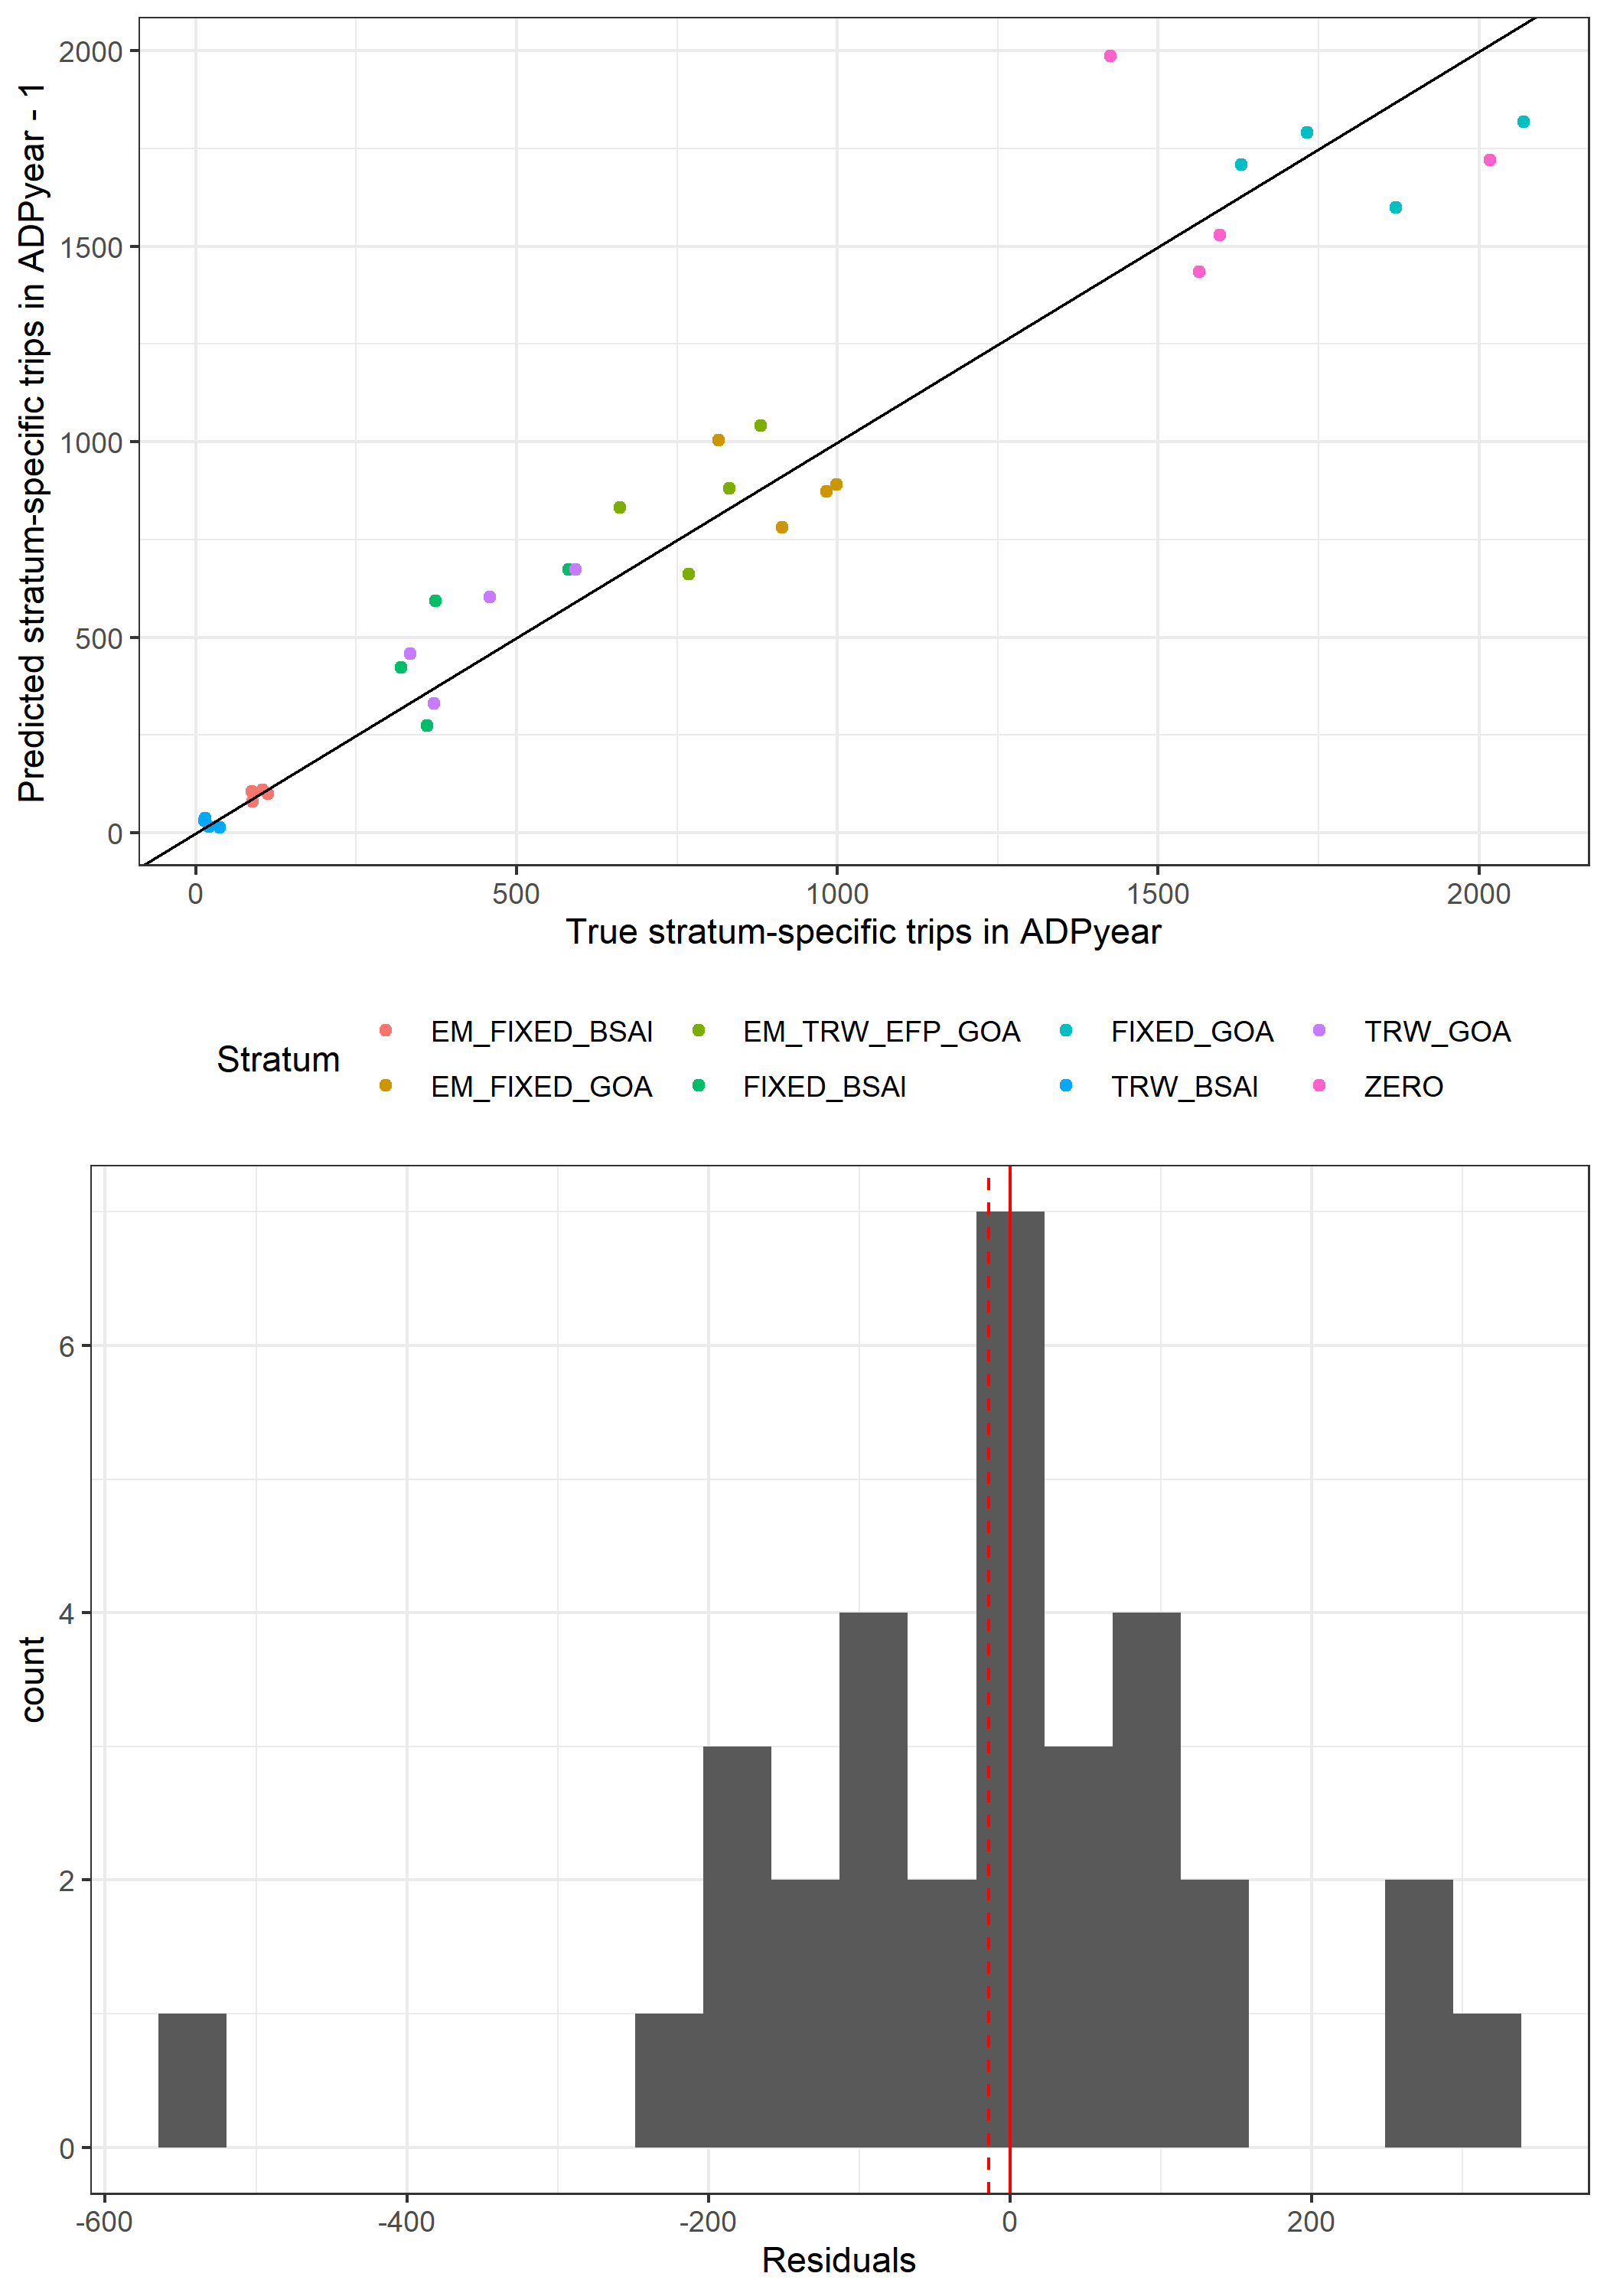 Predicted stratum-specific trips in ADPyear - 1
2000
1500
1000
500
0
0 500 1000 1500 2000
True stratum-specific trips in ADPyear
Stratum
EM_FIXED_BSAI EM_TRW_EFP_GOA FIXED_GOA TRW_GOA
EM_FIXED_GOA FIXED_BSAI TRW_BSAI ZERO
count
6
4
2
0
-600 -400 -200 0 200
Residuals